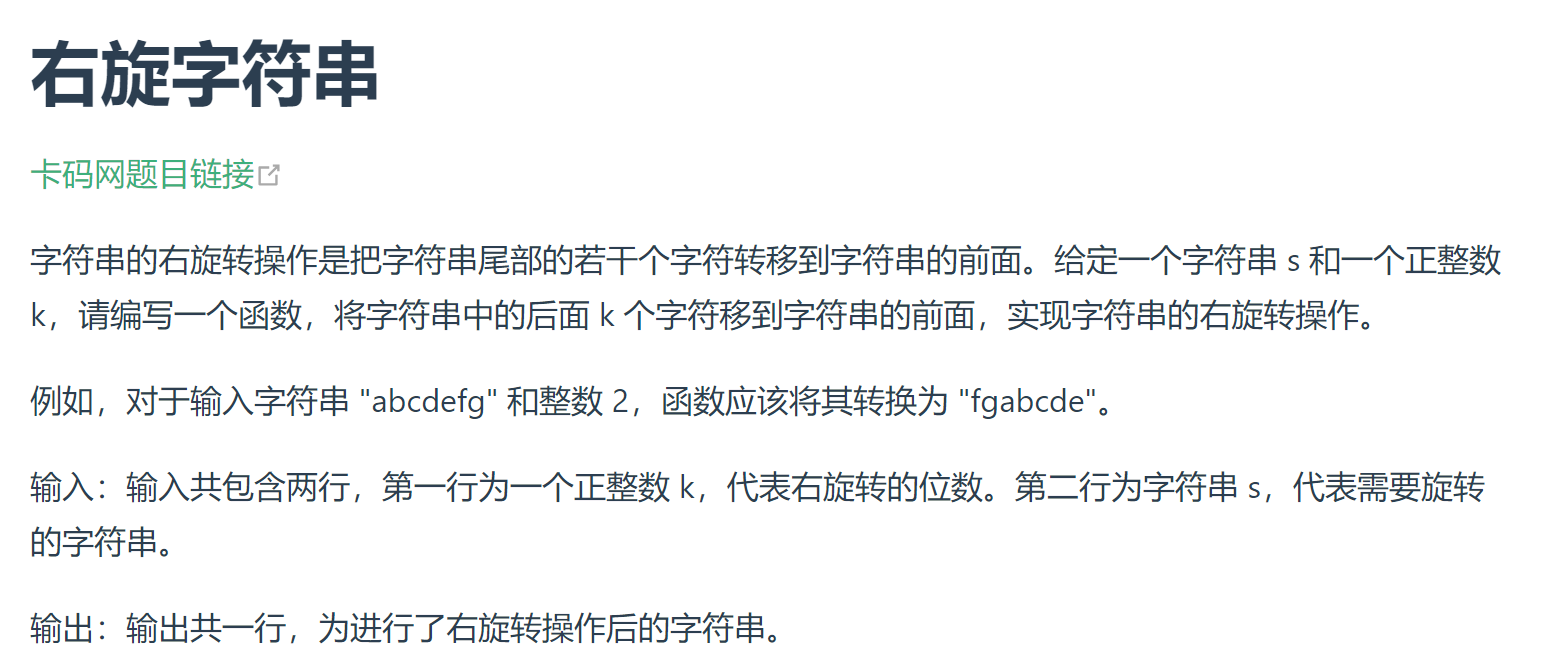 右旋字符串
卡码网题目链接
字符串的右旋转操作是把字符串尾部的若干个字符转移到字符串的前面。给定一个字符串 s 和一个正整数
k，请编写一个函数，将字符串中的后面 k 个字符移到字符串的前面，实现字符串的右旋转操作。
例如，对于输入字符串 "abcdefg" 和整数 2，函数应该将其转换为 "fgabcde"。
输入：输入共包含两行，第一行为一个正整数 k，代表右旋转的位数。第二行为字符串 s，代表需要旋转
的字符串。
输出：输出共一行，为进行了右旋转操作后的字符串。